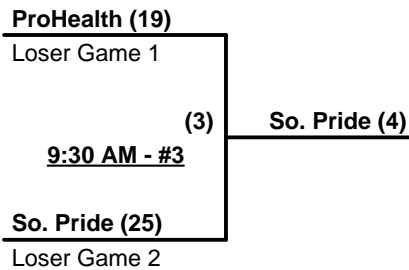 ProHealth (19)
Loser Game 1
(3)
So. Pride (4)
9:30 AM - #3
So. Pride (25)
Loser Game 2